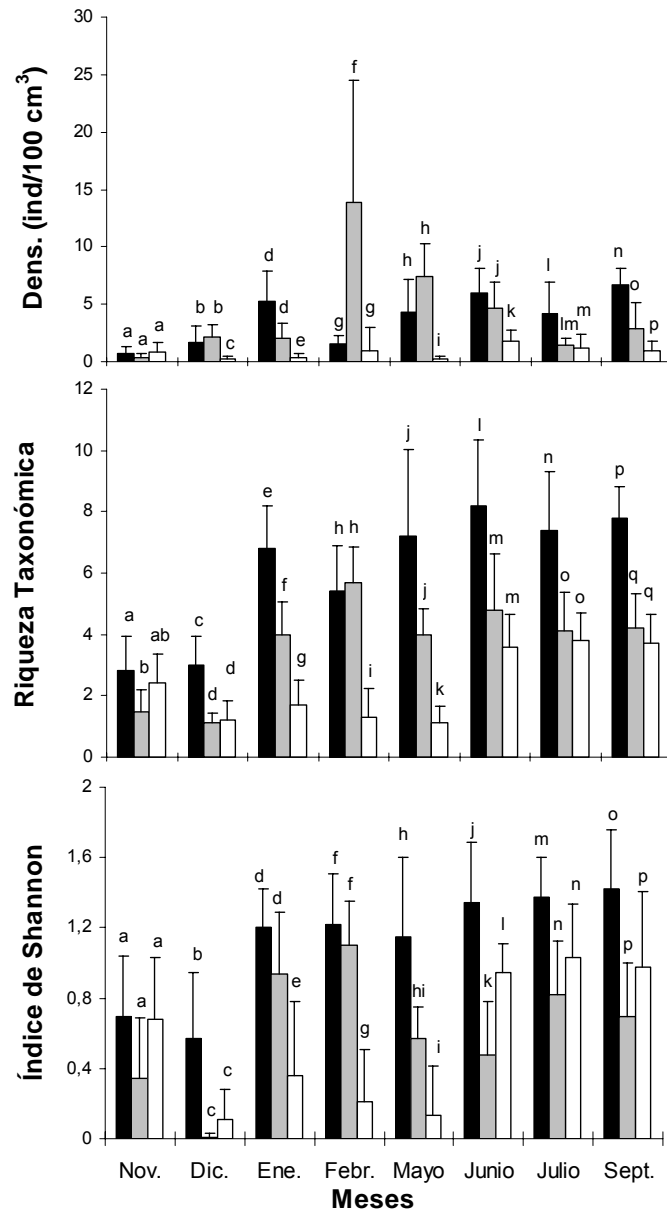 Dens. (ind/100 cm³)
30
25
20
15
10
5
0
a a a b b c d d e g f g h h i j j k l lm m n o p
Riqueza Taxonómica
12
10
8
6
4
2
0
a b ab c d d e f g h h i j j k l m m n o o p q q
Índice de Shannon
2
1,6
1,2
0,8
0,4
0
a a a b c c d d e f f g h hi i j k l m n n o p p
Nov. Dic. Ene. Febr. Mayo Junio Julio Sept.
Meses